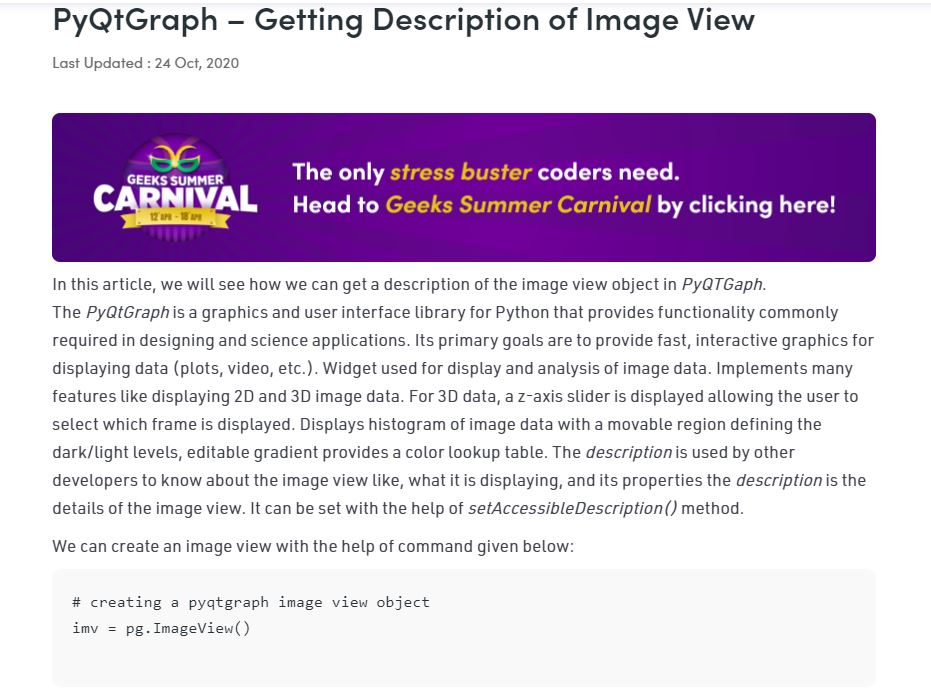 PyQtGraph – Getting Description of Image View
Last Updated : 24 Oct, 2020
GEEKS SUMMER
CARNIVAL
12 APR - 18 APR
The only stress buster coders need.
Head to Geeks Summer Carnival by clicking here!
In this article, we will see how we can get a description of the image view object in PyQTGaph.
The PyQtGraph is a graphics and user interface library for Python that provides functionality commonly
required in designing and science applications. Its primary goals are to provide fast, interactive graphics for
displaying data (plots, video, etc.). Widget used for display and analysis of image data. Implements many
features like displaying 2D and 3D image data. For 3D data, a z-axis slider is displayed allowing the user to
select which frame is displayed. Displays histogram of image data with a movable region defining the
dark/light levels, editable gradient provides a color lookup table. The description is used by other
developers to know about the image view like, what it is displaying, and its properties the description is the
details of the image view. It can be set with the help of setAccessibleDescription() method.
We can create an image view with the help of command given below:
# creating a pyqtgraph image view object
imv = pg.ImageView()